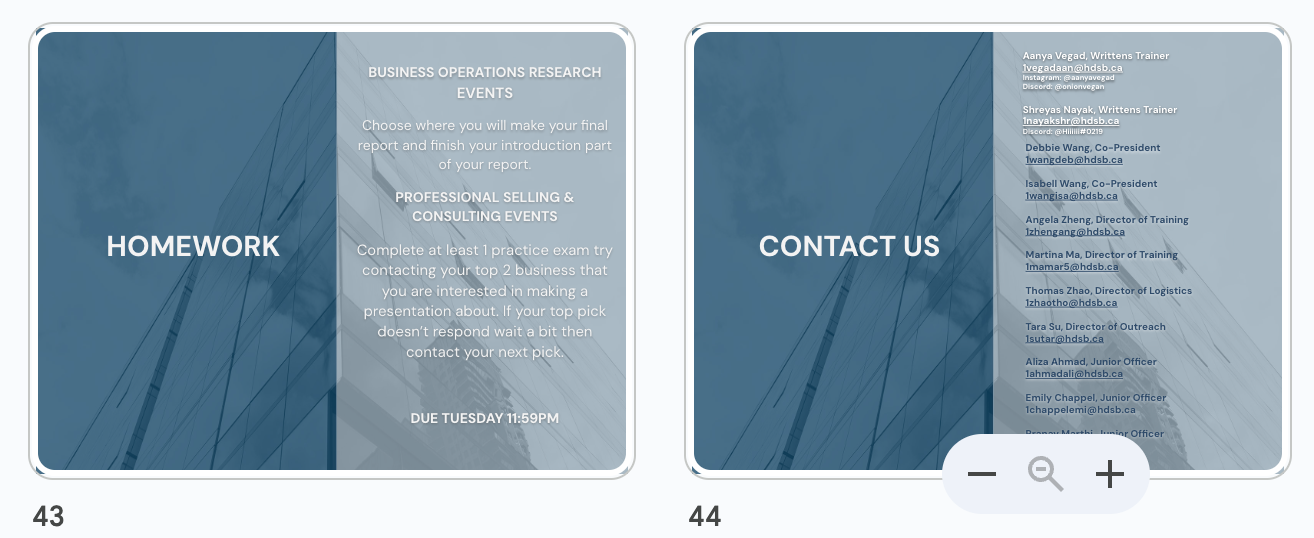 HOMEWORK
BUSINESS OPERATIONS RESEARCH
EVENTS
Choose where you will make your final
report and finish your introduction part
of your report.
PROFESSIONAL SELLING &
CONSULTING EVENTS
Complete at least 1 practice exam try
contacting your top 2 business that
you are interested in making a
presentation about. If your top pick
doesn't respond wait a bit then
contact your next pick.
DUE TUESDAY 11:59PM
43
CONTACT US
Aanya Vegad, Writtens Trainer
1vegadaan@hdsb.ca
Instagram: @aanyavegad
Discord: @onionvegan
Shreyas Nayak, Writtens Trainer
1nayakshr@hdsb.ca
Debbie Wang, Co-President
1wangdeb@hdsb.ca
Isabell Wang, Co-President
1wangisa@hdsb.ca
Angela Zheng, Director of Training
1zhengang@hdsb.ca
Martina Ma, Director of Training
1mamar5@hdsb.ca
Thomas Zhao, Director of Logistics
1zhaotho@hdsb.ca
Tara Su, Director of Outreach
1sutar@hdsb.ca
Aliza Ahmad, Junior Officer
1ahmadali@hdsb.ca
Emily Chappel, Junior Officer
1chappelemi@hdsb.ca
Pranav Marthi, Junior Officer
44